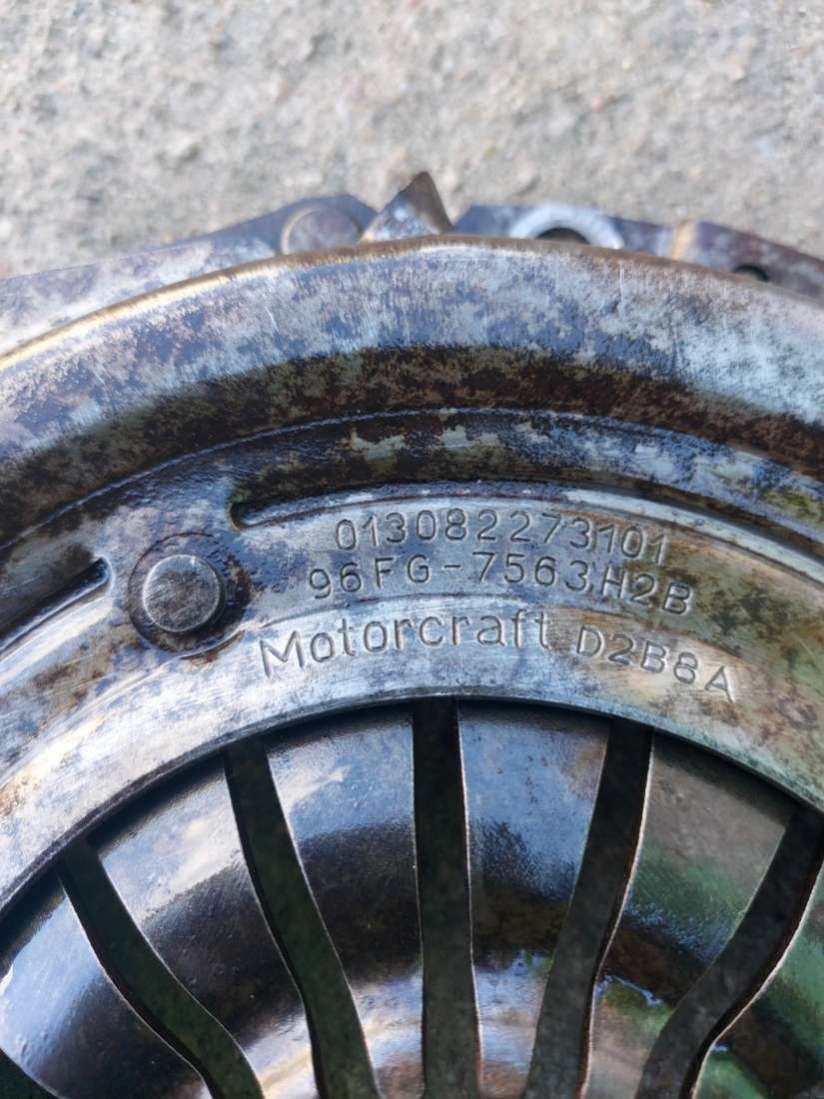 013082273101
96FG-7563H2B
Motorcraft D2B8A